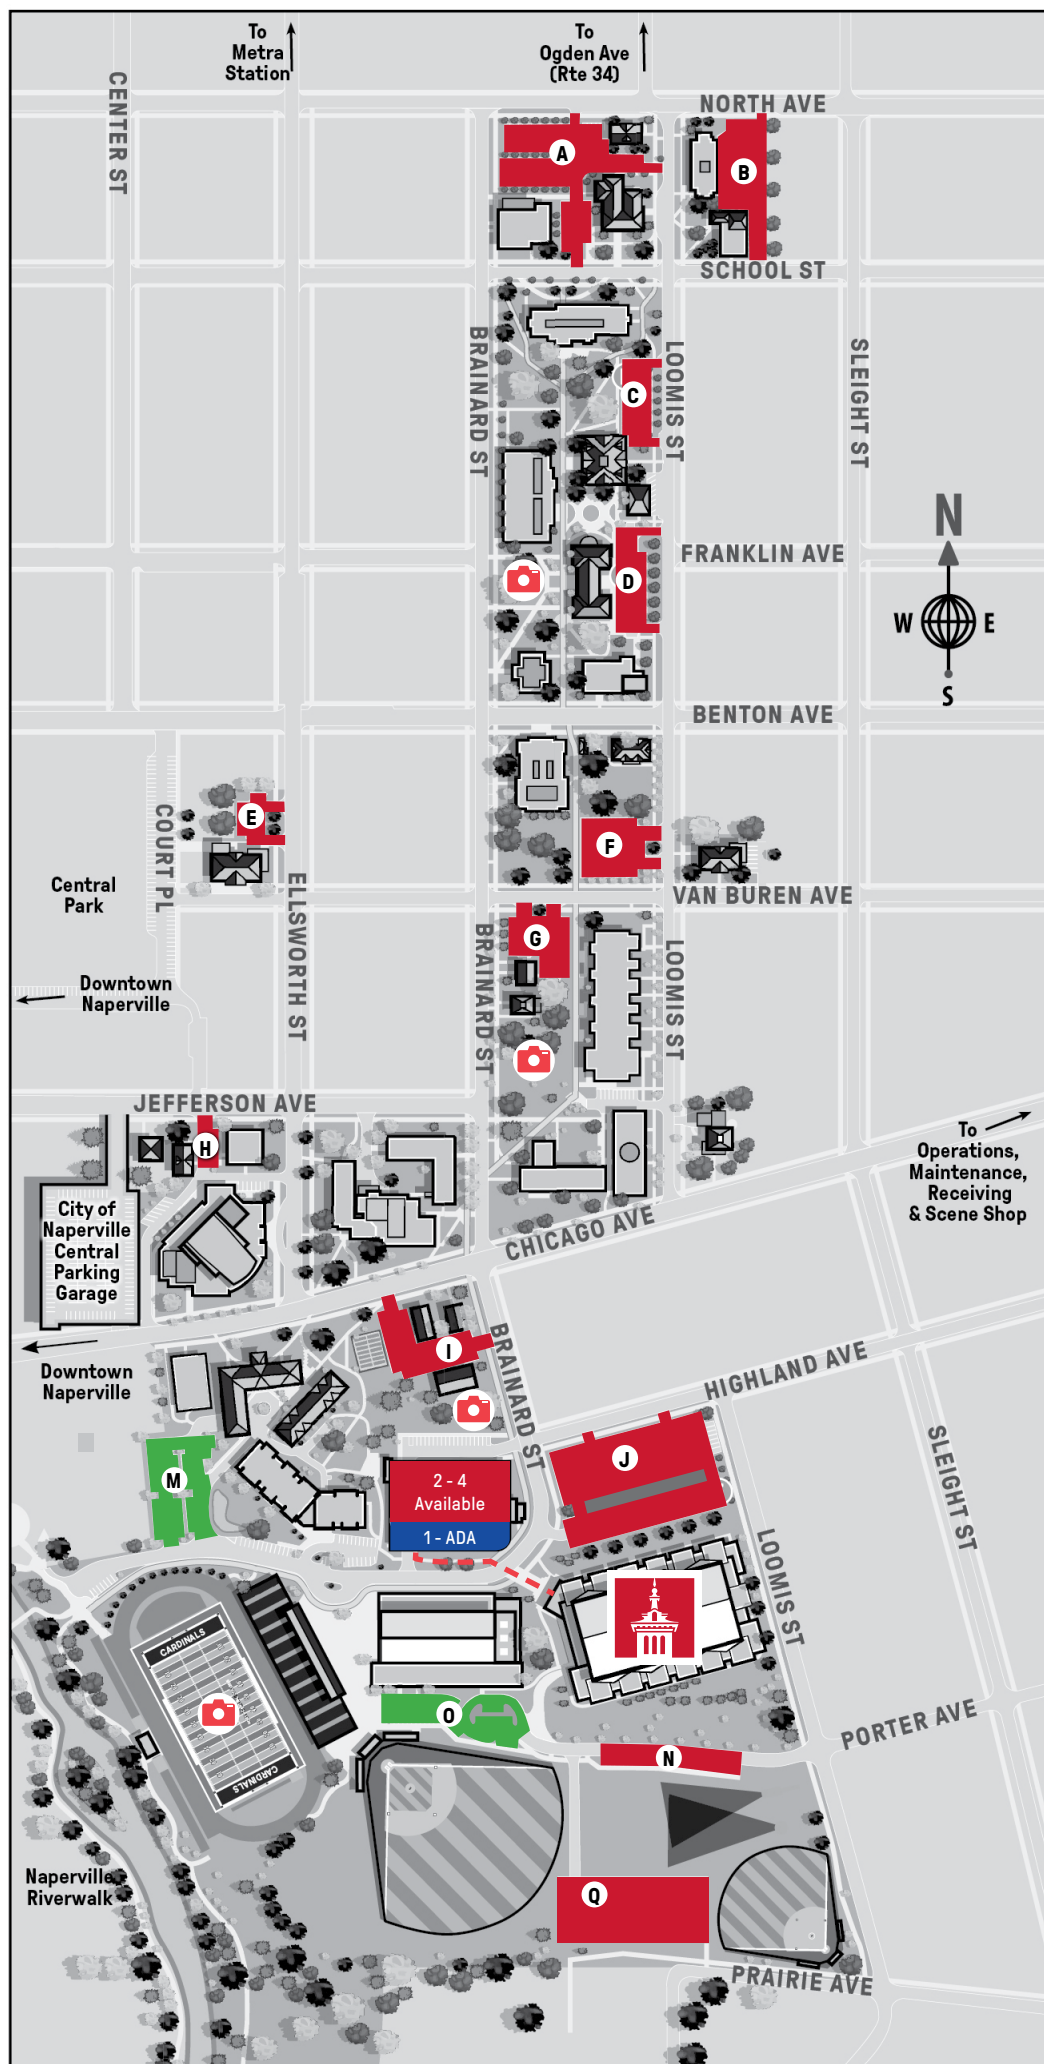 To
Metra
Station
To
Ogden Ave
(Rte 34)
CENTER ST
NORTH AVE
A
B
SCHOOL ST
BRAINARD ST
LOOMIS ST
SLEIGHT ST
C
N
FRANKLIN AVE
D
W
E
S
BENTON AVE
E
COURT PL
F
Central
Park
ELLSWORTH ST
VAN BUREN AVE
G
BRAINARD ST
LOOMIS ST
Downtown
Naperville
JEFFERSON AVE
H
To
Operations,
Maintenance,
Receiving
& Scene Shop
City of
Naperville
Central
Parking
Garage
CHICAGO AVE
Downtown
Naperville
I
BRAINARD ST
HIGHLAND AVE
J
SLEIGHT ST
M
2 - 4
Available
1 - ADA
LOOMIS ST
CARDINALS
CARDINALS
O
N
PORTER AVE
Naperville
Riverwalk
Q
PRAIRIE AVE